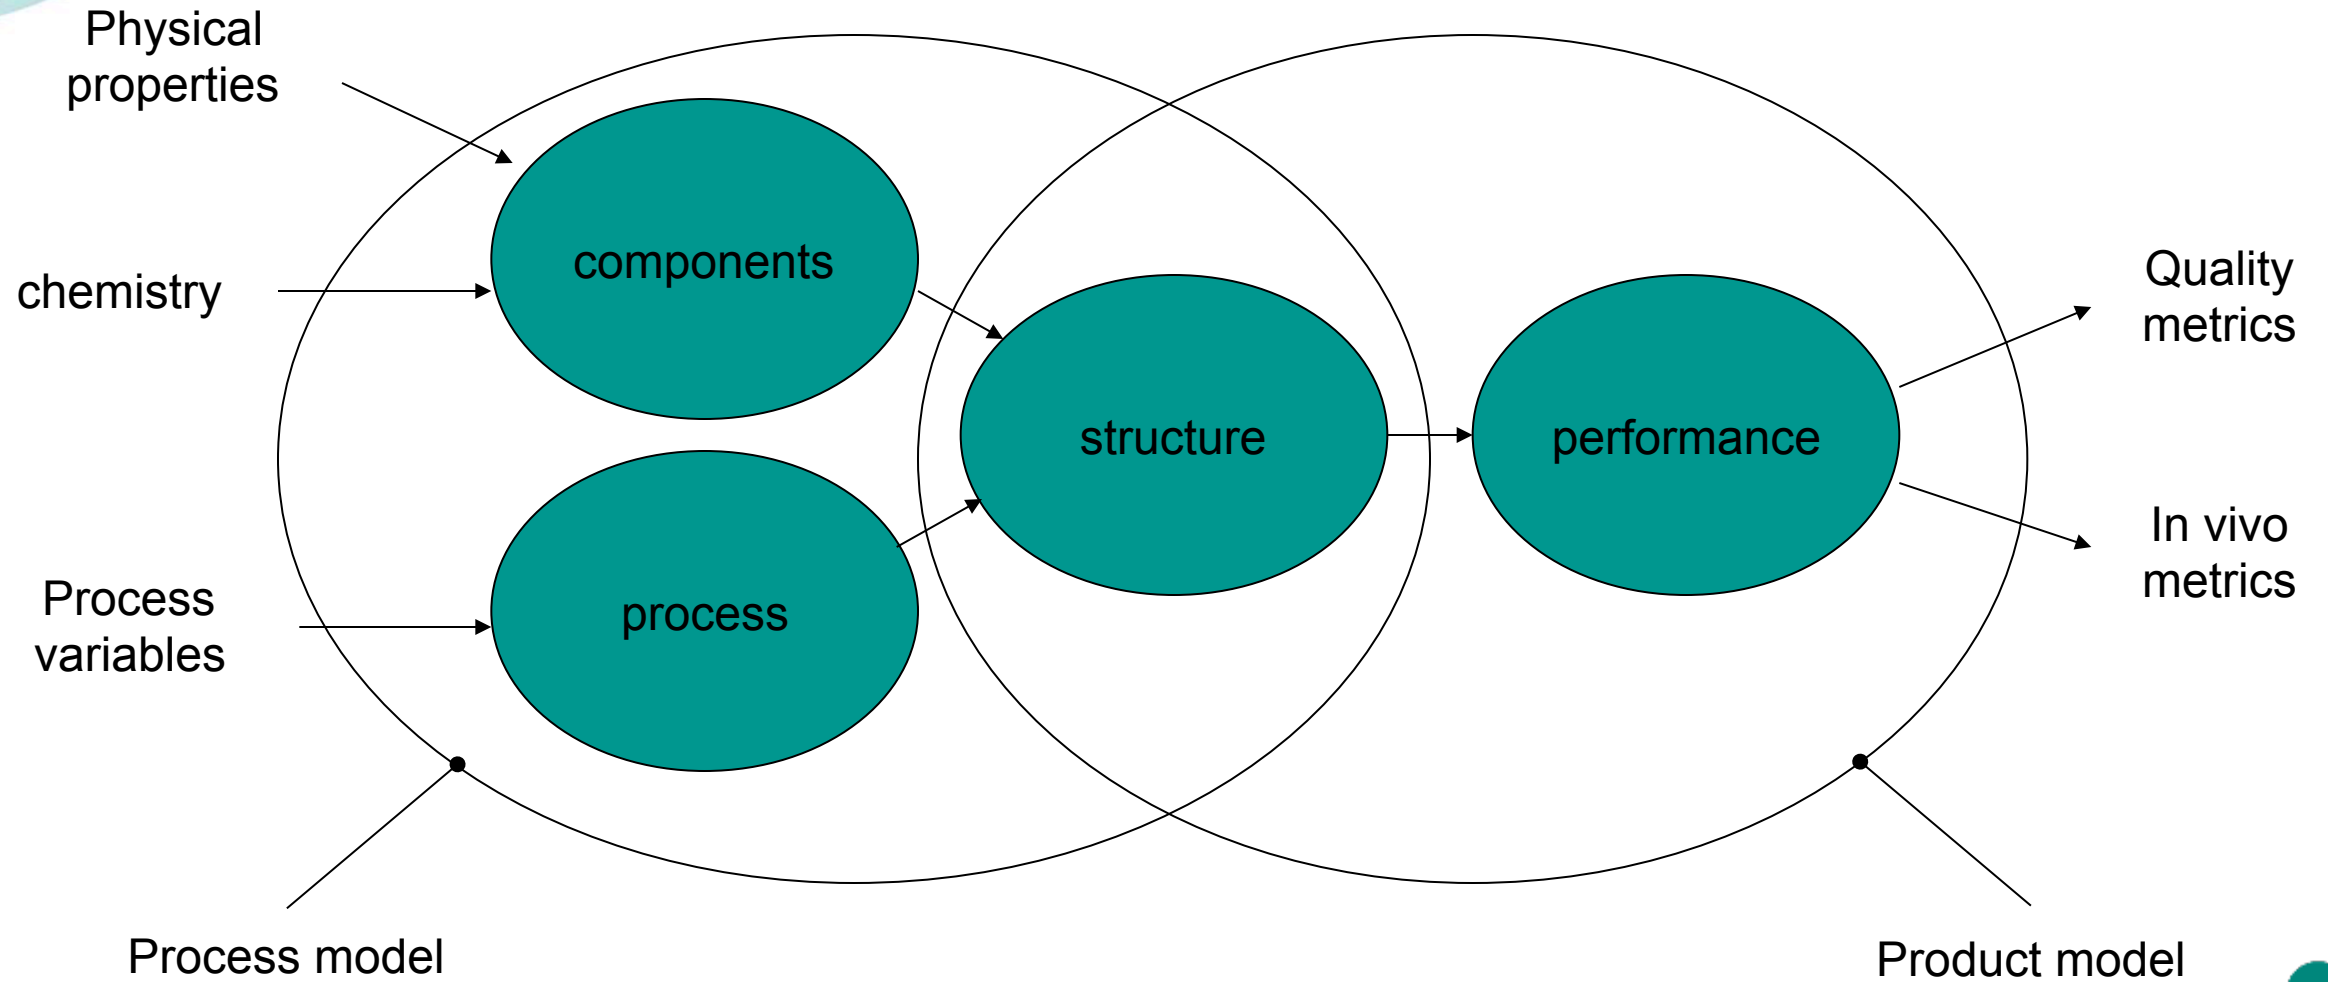 Physical
properties
components
chemistry
Quality
metrics
structure
performance
In vivo
metrics
Process
variables
process
Process model
Product model